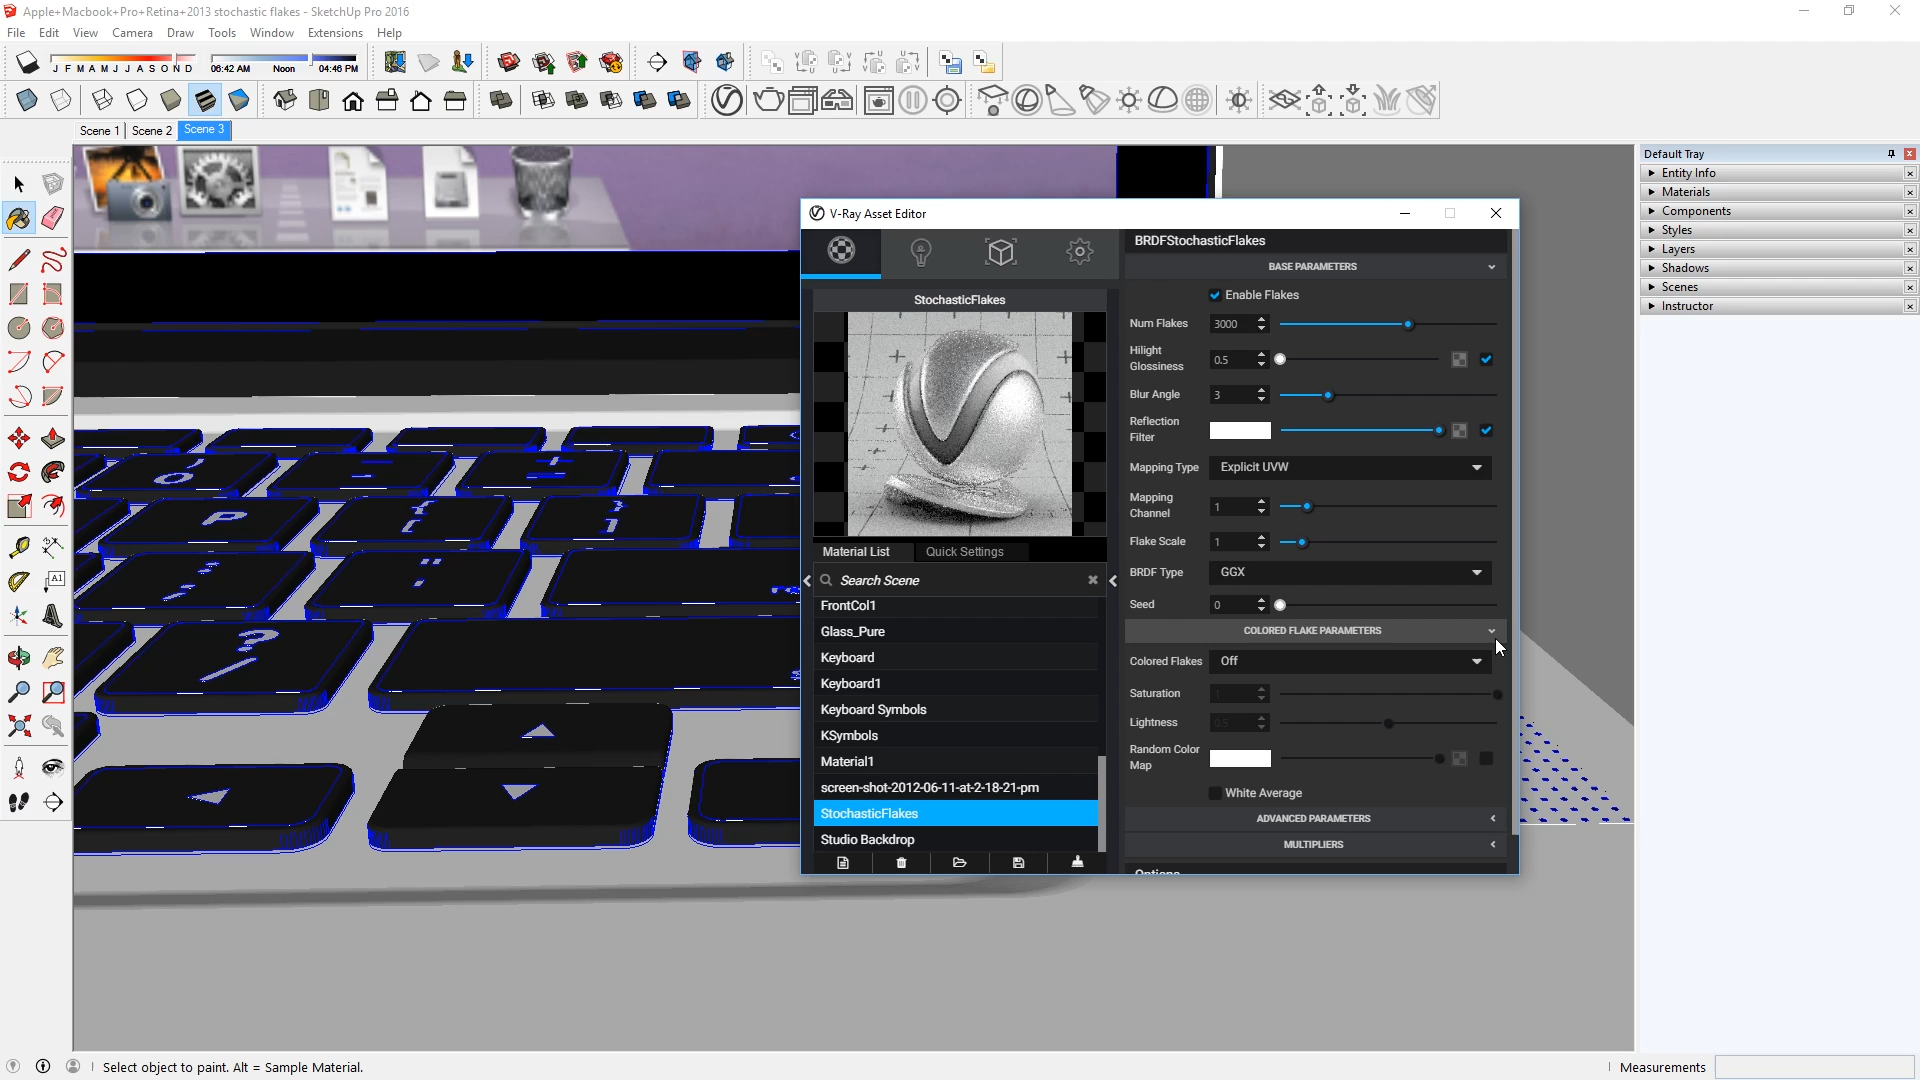 Apple+Macbook+Pro+Retina+2013 stochastic flakes - SketchUp Pro 2016
File Edit View Camera Draw Tools Window Extensions Help
J F M A M J J A S O N D 06:42 AM Noon 04:46 PM
Scene 1 Scene 2 Scene 3
Default Tray
Entity Info
Materials
Components
Styles
Layers
Shadows
Scenes
Instructor
A1
V-Ray Asset Editor
StochasticFlakes
Material List Quick Settings
Search Scene
FrontCol1
Glass_Pure
Keyboard
Keyboard1
Keyboard Symbols
KSymbols
Material1
screen-shot-2012-06-11-at-2-18-21-pm
StochasticFlakes
Studio Backdrop
BRDFStochasticFlakes
BASE PARAMETERS
Enable Flakes
Num Flakes 3000
Hilight Glossiness 0.5
Blur Angle 3
Reflection Filter
Mapping Type Explicit UVW
Mapping Channel 1
Flake Scale 1
BRDF Type GGX
Seed 0
COLORED FLAKE PARAMETERS
Colored Flakes Off
Saturation 1
Lightness 0.5
Random Color Map
White Average
ADVANCED PARAMETERS
MULTIPLIERS
Options
P
{
[
}
]
?
/
Select object to paint. Alt = Sample Material.
Measurements